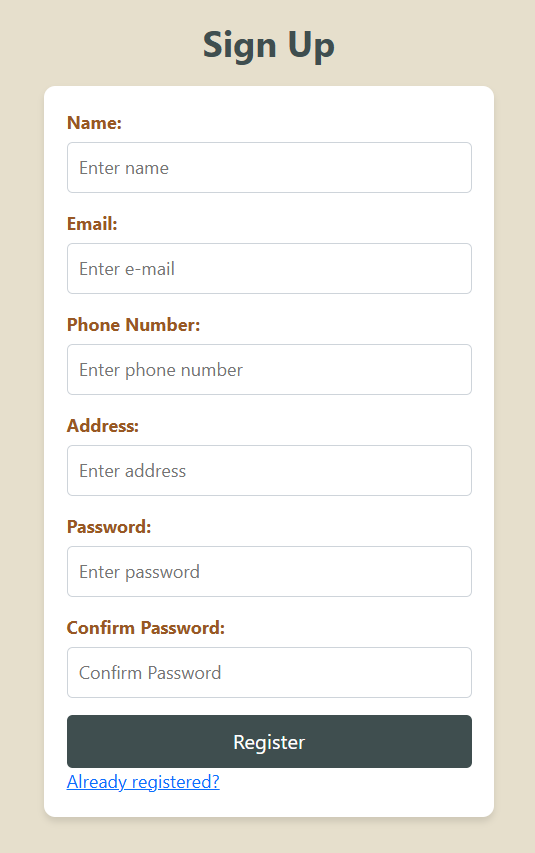 Sign Up
Name:
Enter name
Email:
Enter e-mail
Phone Number:
Enter phone number
Address:
Enter address
Password:
Enter password
Confirm Password:
Confirm Password
Register
Already registered?